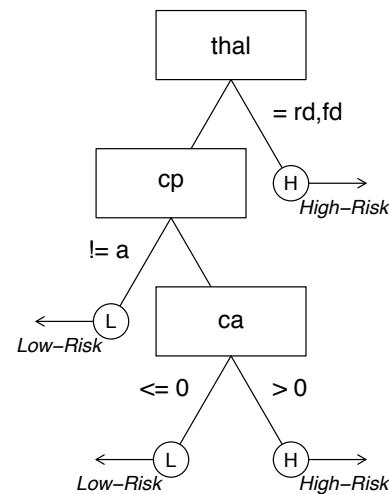 thal
= rd,fd
cp
H
High−Risk
!= a
L
Low−Risk
ca
<= 0
> 0
L
H
Low−Risk
High−Risk